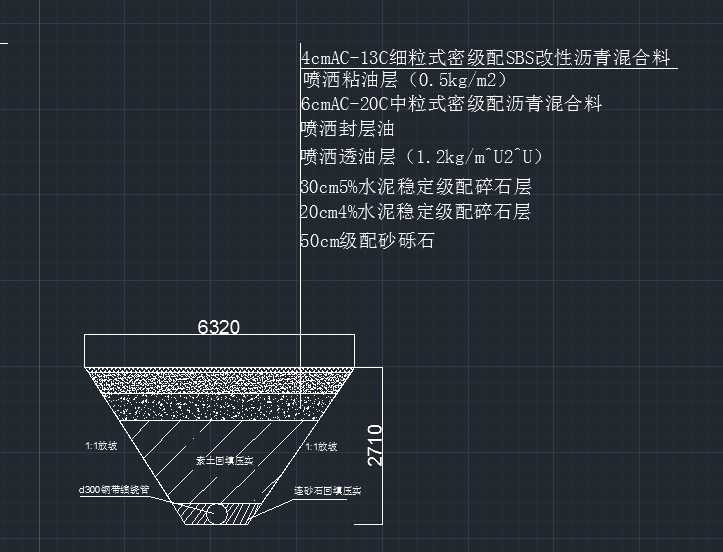 4cmAC-13C细粒式密级配SBS改性沥青混合料
喷洒粘油层（0.5kg/m2）
6cmAC-20C中粒式密级配沥青混合料
喷洒封层油
喷洒透油层（1.2kg/m^U2^U）
30cm5%水泥稳定级配碎石层
20cm4%水泥稳定级配碎石层
50cm级配砂砾石
6320
2710
1:1放坡
1:1放坡
素土回填压实
d300钢带缠绕管
连砂石回填压实